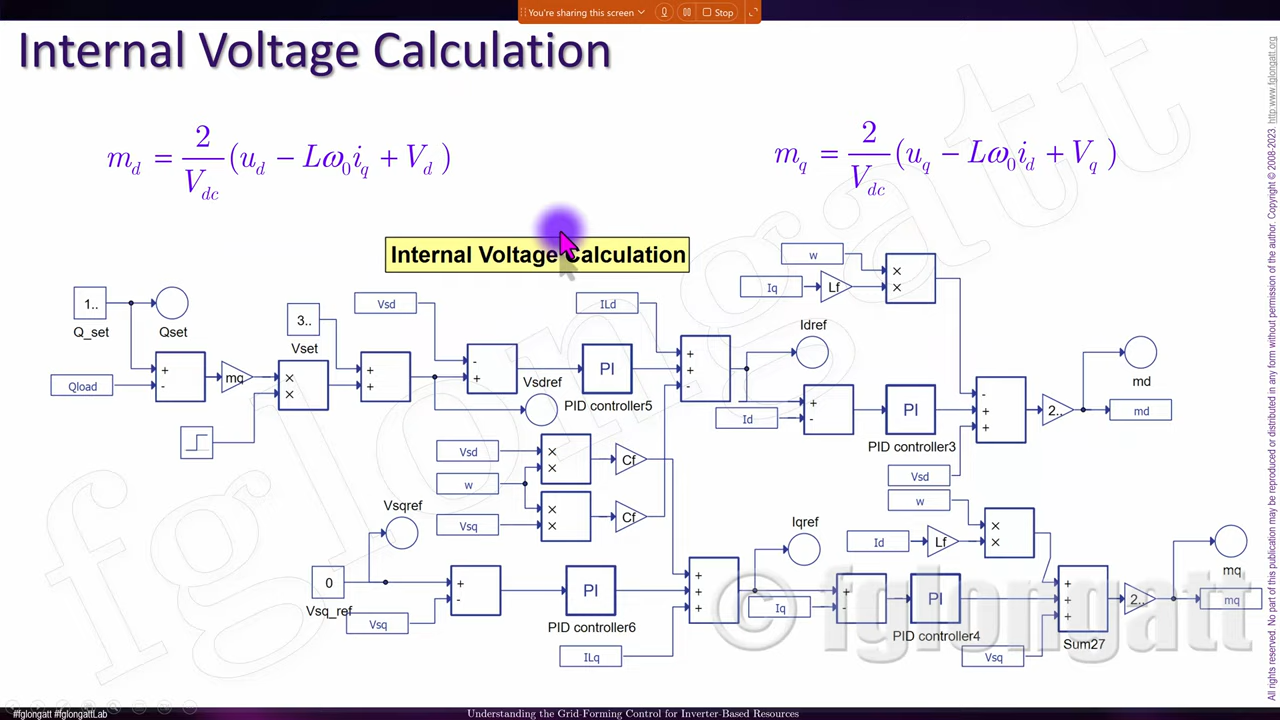 You're sharing this screen
Stop
Internal Voltage Calculation
m_d = 2/V_dc (u_d − Lω_0 i_q + V_d)
m_q = 2/V_dc (u_q − Lω_0 i_d + V_q)
Internal Voltage Calculation
w
Iq
Lf
×
×
1..
Q_set
Qset
3..
Vset
Vsd
ILd
Idref
Qload
+
-
mq
×
×
+
+
-
+
PI
PID controller5
Vsdref
+
+
-
Id
+
-
PI
PID controller3
-
+
+
2..
md
md
Vsd
w
Vsq
×
×
×
×
Cf
Cf
Vsd
w
Vsqref
Iqref
Id
Lf
×
×
0
Vsq_ref
Vsq
+
-
PI
PID controller6
ILq
+
+
+
Iq
+
-
PI
PID controller4
Vsq
+
+
+
Sum27
2..
mq
mq
fglongatt
© fglongatt
All rights reserved. No part of this publication may be reproduced or distributed in any form without permission of the author. Copyright © 2008-2023. http:www.fglongatt.org
#fglongatt #fglongattLab
Understanding the Grid-Forming Control for Inverter-Based Resources